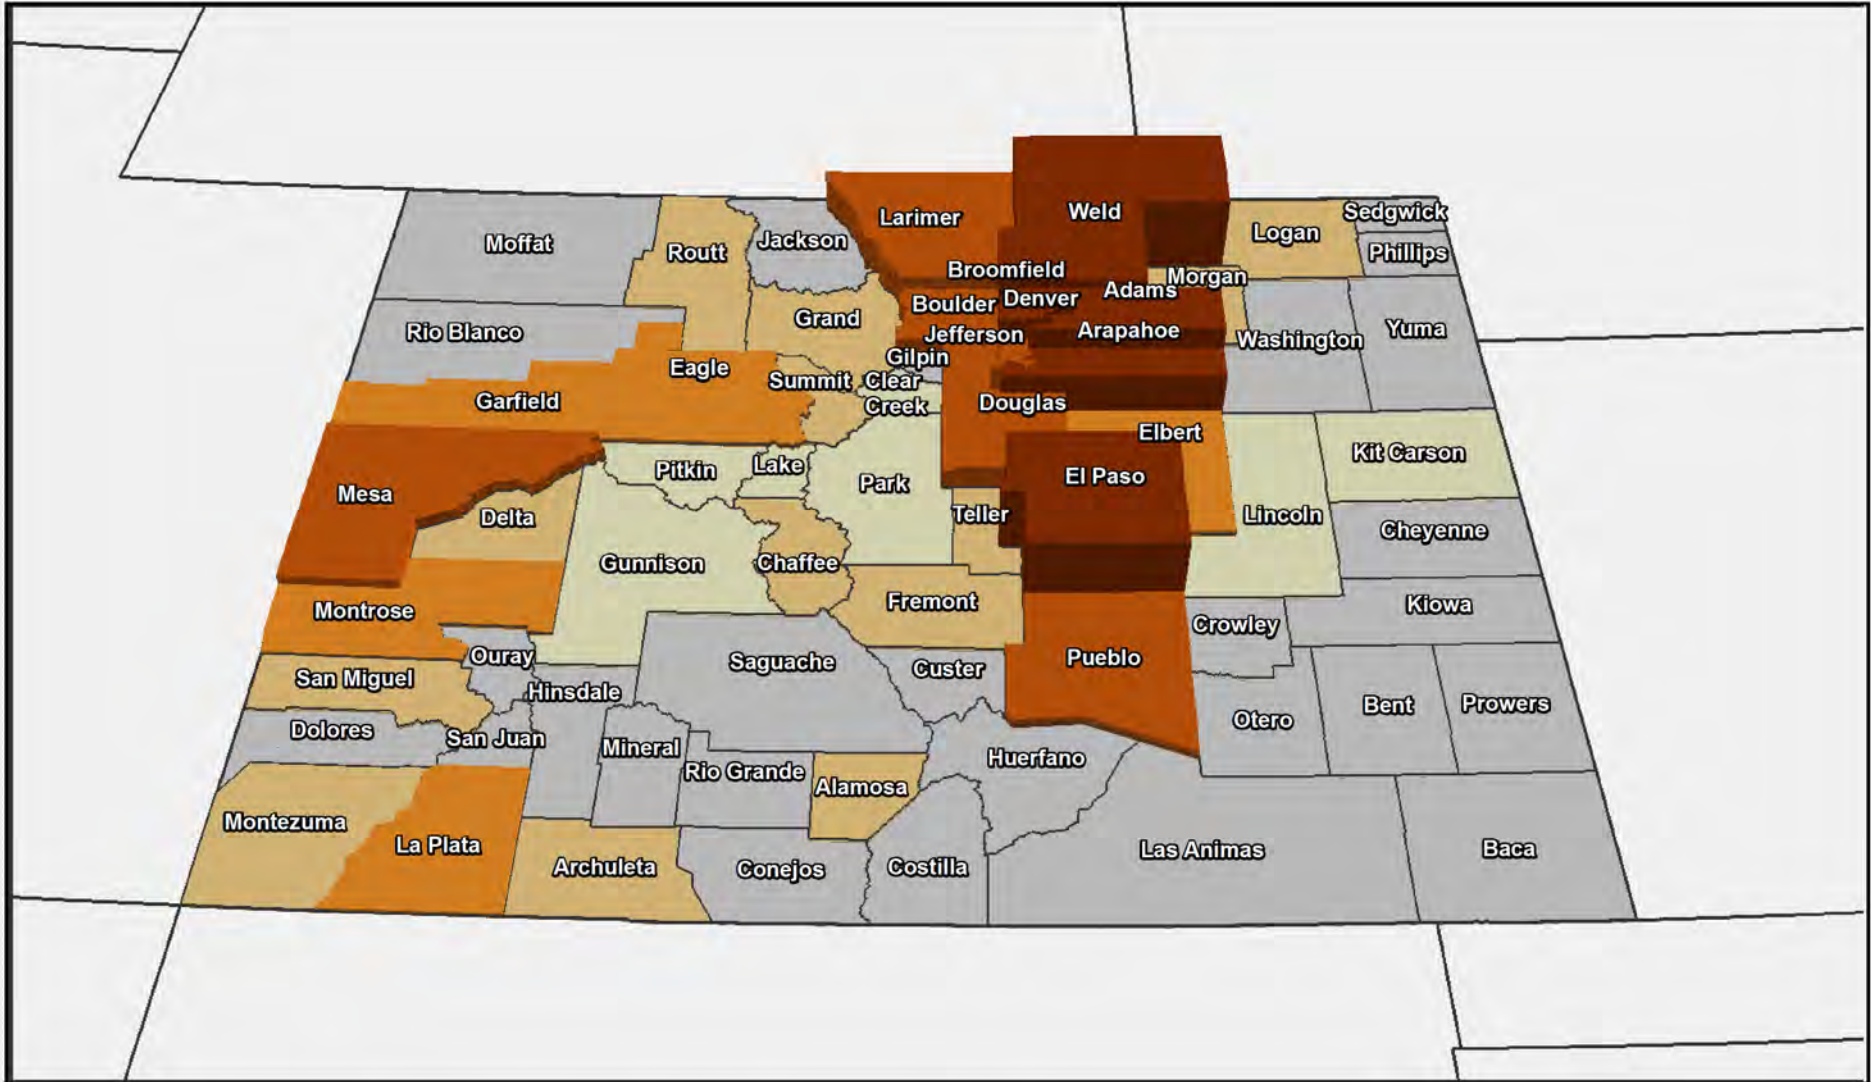 Larimer
Weld
Sedgwick
Logan
Moffat
Jackson
Routt
Phillips
Broomfield
Morgan
Adams
Boulder
Denver
Grand
Rio Blanco
Jefferson
Arapahoe
Washington
Yuma
Gilpin
Eagle
Summit
Clear
Creek
Garfield
Douglas
Elbert
Kit Carson
Pitkin
Lake
Park
El Paso
Mesa
Delta
Teller
Lincoln
Cheyenne
Gunnison
Chaffee
Fremont
Montrose
Kiowa
Crowley
Ouray
Saguache
Pueblo
Custer
San Miguel
Hinsdale
Bent
Prowers
Otero
Dolores
San Juan
Mineral
Huerfano
Rio Grande
Alamosa
Montezuma
La Plata
Las Animas
Baca
Archuleta
Conejos
Costilla